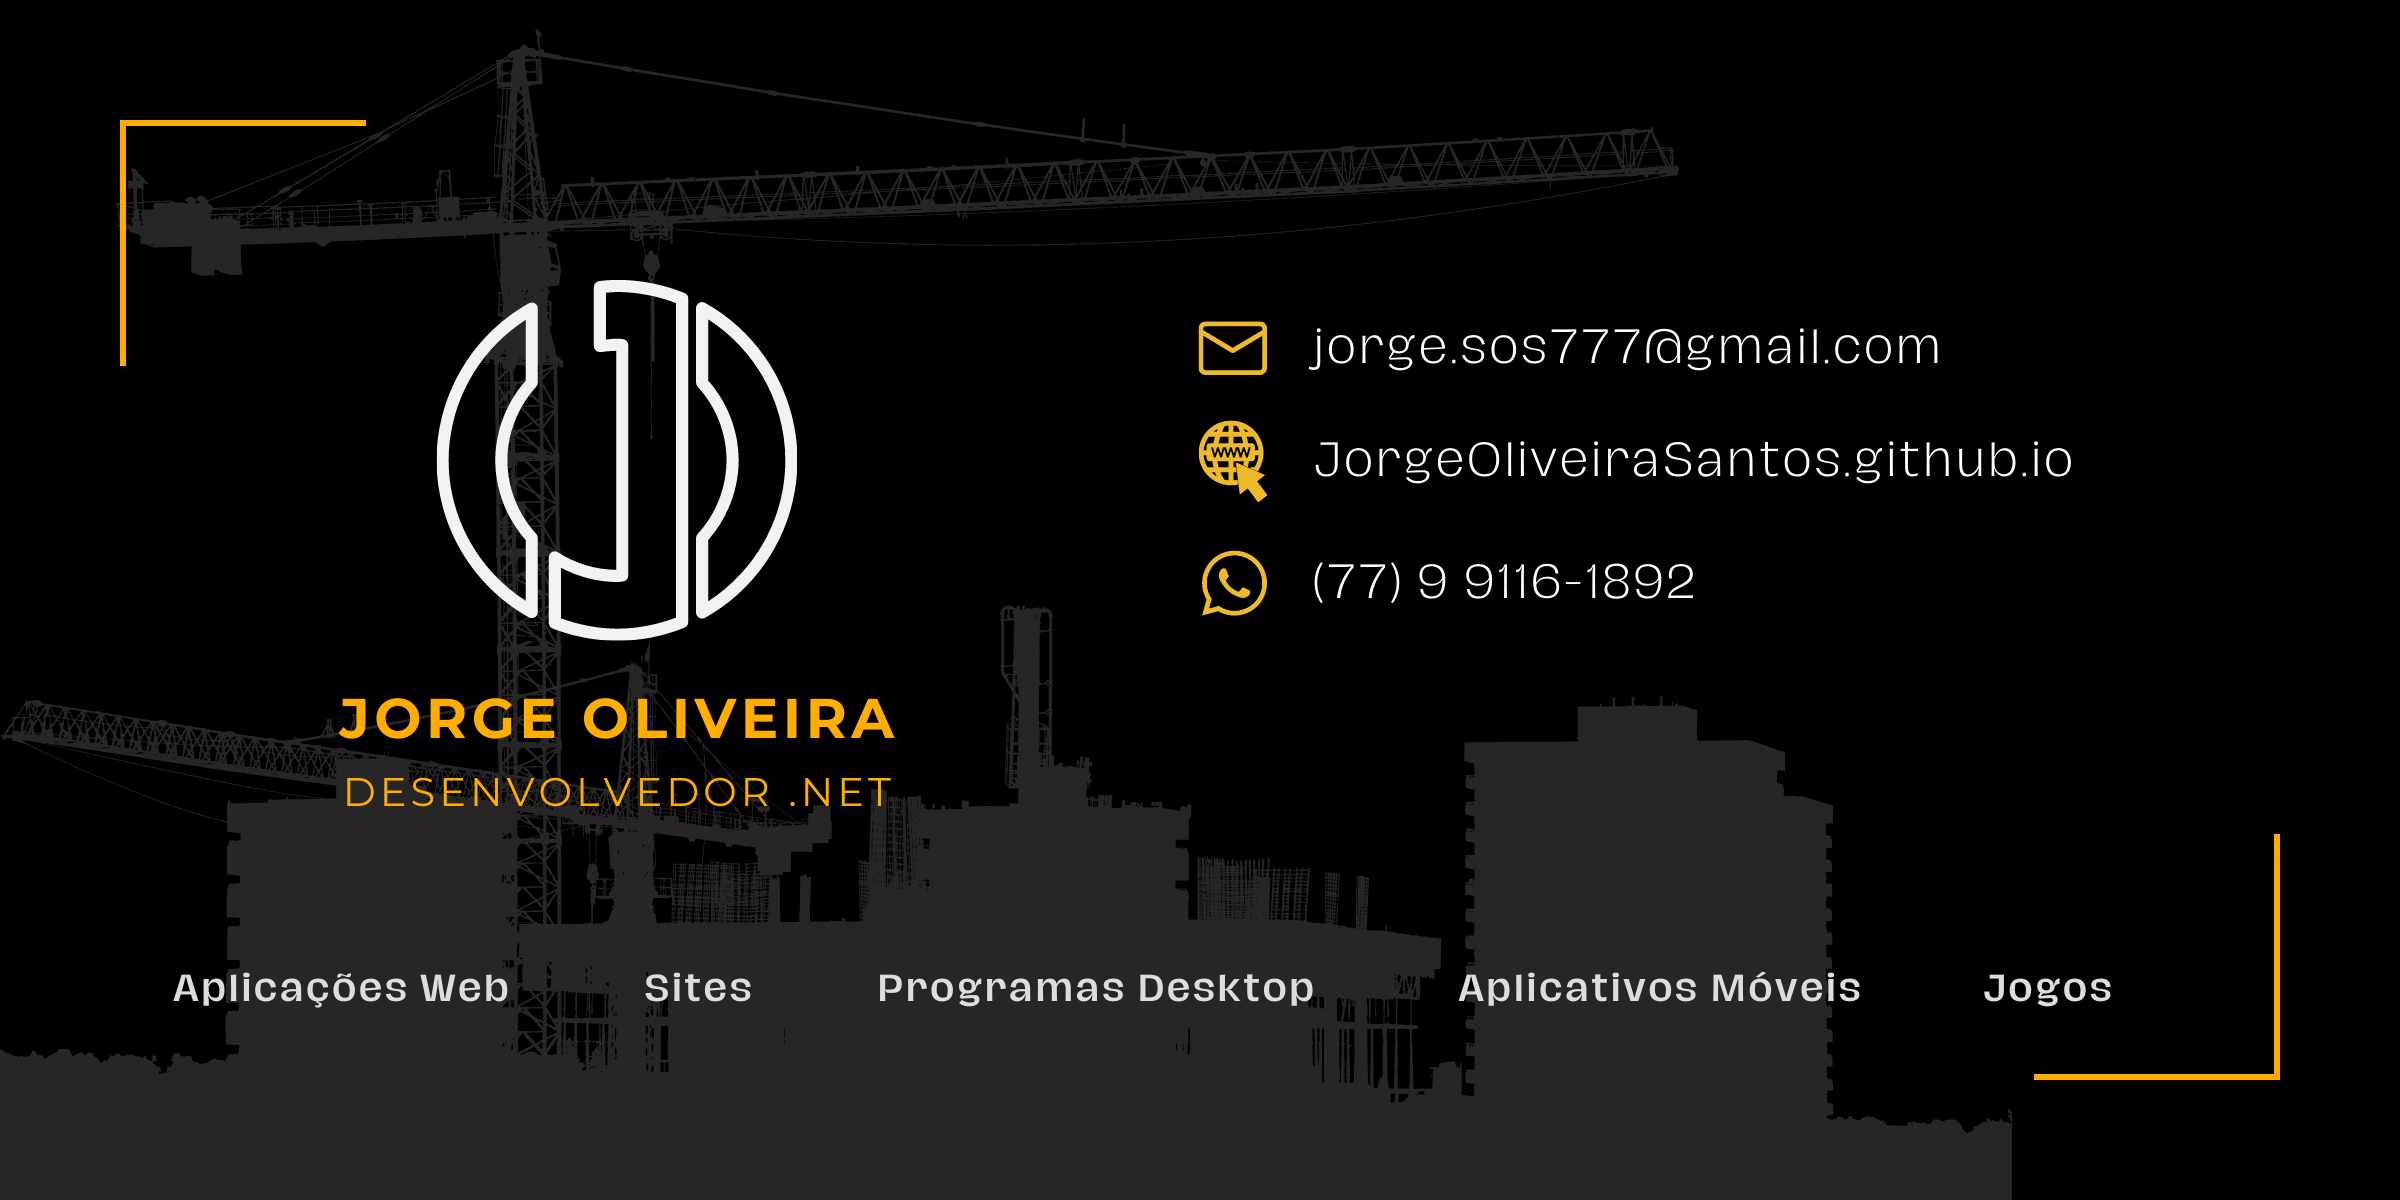 jorge.sos777@gmail.com
www
JorgeOliveiraSantos.github.io
(77) 9 9116-1892
JORGE OLIVEIRA
DESENVOLVEDOR .NET
Aplicações Web Sites Programas Desktop Aplicativos Móveis Jogos